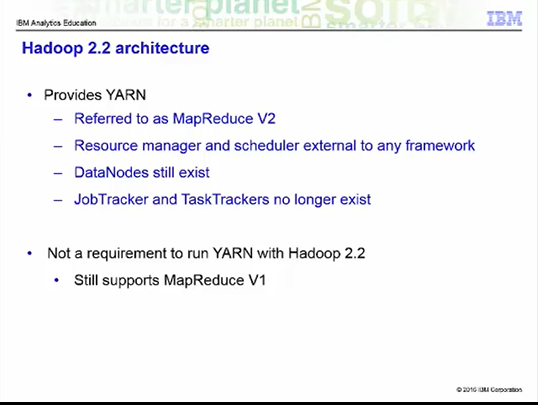 IBM Analytics Education
IBM
Hadoop 2.2 architecture
• Provides YARN
– Referred to as MapReduce V2
– Resource manager and scheduler external to any framework
– DataNodes still exist
– JobTracker and TaskTrackers no longer exist
• Not a requirement to run YARN with Hadoop 2.2
• Still supports MapReduce V1
© 2016 IBM Corporation